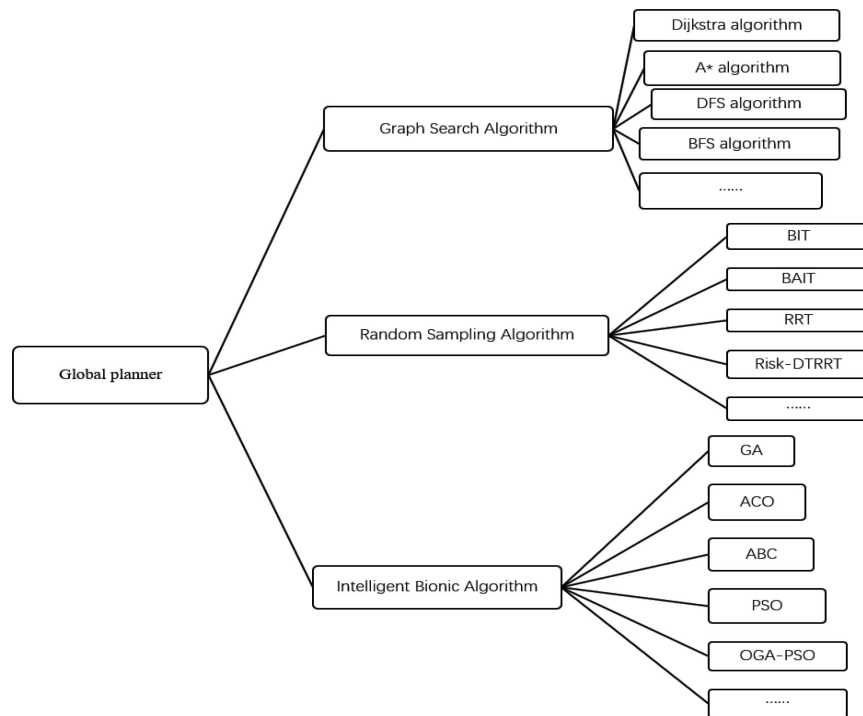 Dijkstra algorithm
A* algorithm
DFS algorithm
Graph Search Algorithm
BFS algorithm
......
BIT
BAIT
RRT
Random Sampling Algorithm
Risk-DTRRT
Global planner
......
GA
ACO
ABC
Intelligent Bionic Algorithm
PSO
OGA-PSO
......